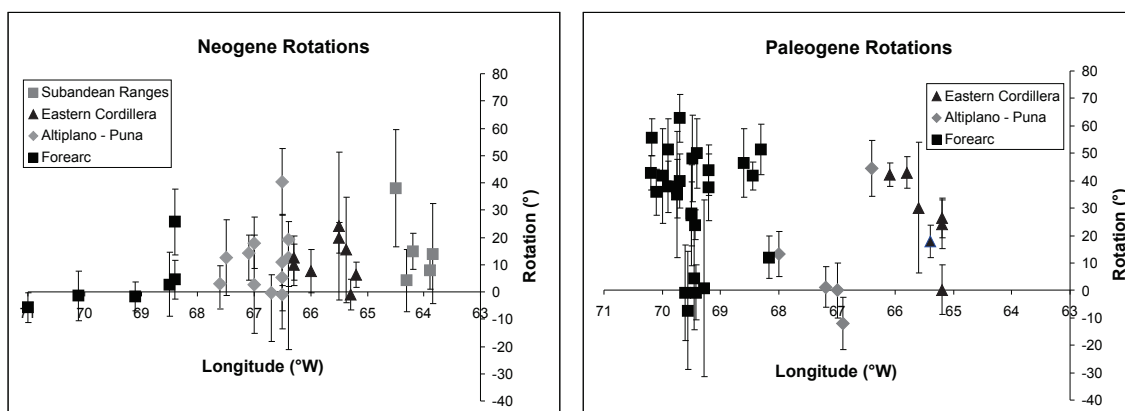 Neogene Rotations
Subandean Ranges
Eastern Cordillera
Altiplano - Puna
Forearc
80
70
60
50
40
30
20
10
0
-10
-20
-30
-40
71 70 69 68 67 66 65 64 63
Longitude (°W)
Rotation (°)
Paleogene Rotations
Eastern Cordillera
Altiplano - Puna
Forearc
80
70
60
50
40
30
20
10
0
-10
-20
-30
-40
71 70 69 68 67 66 65 64 63
Longitude (°W)
Rotation (°)